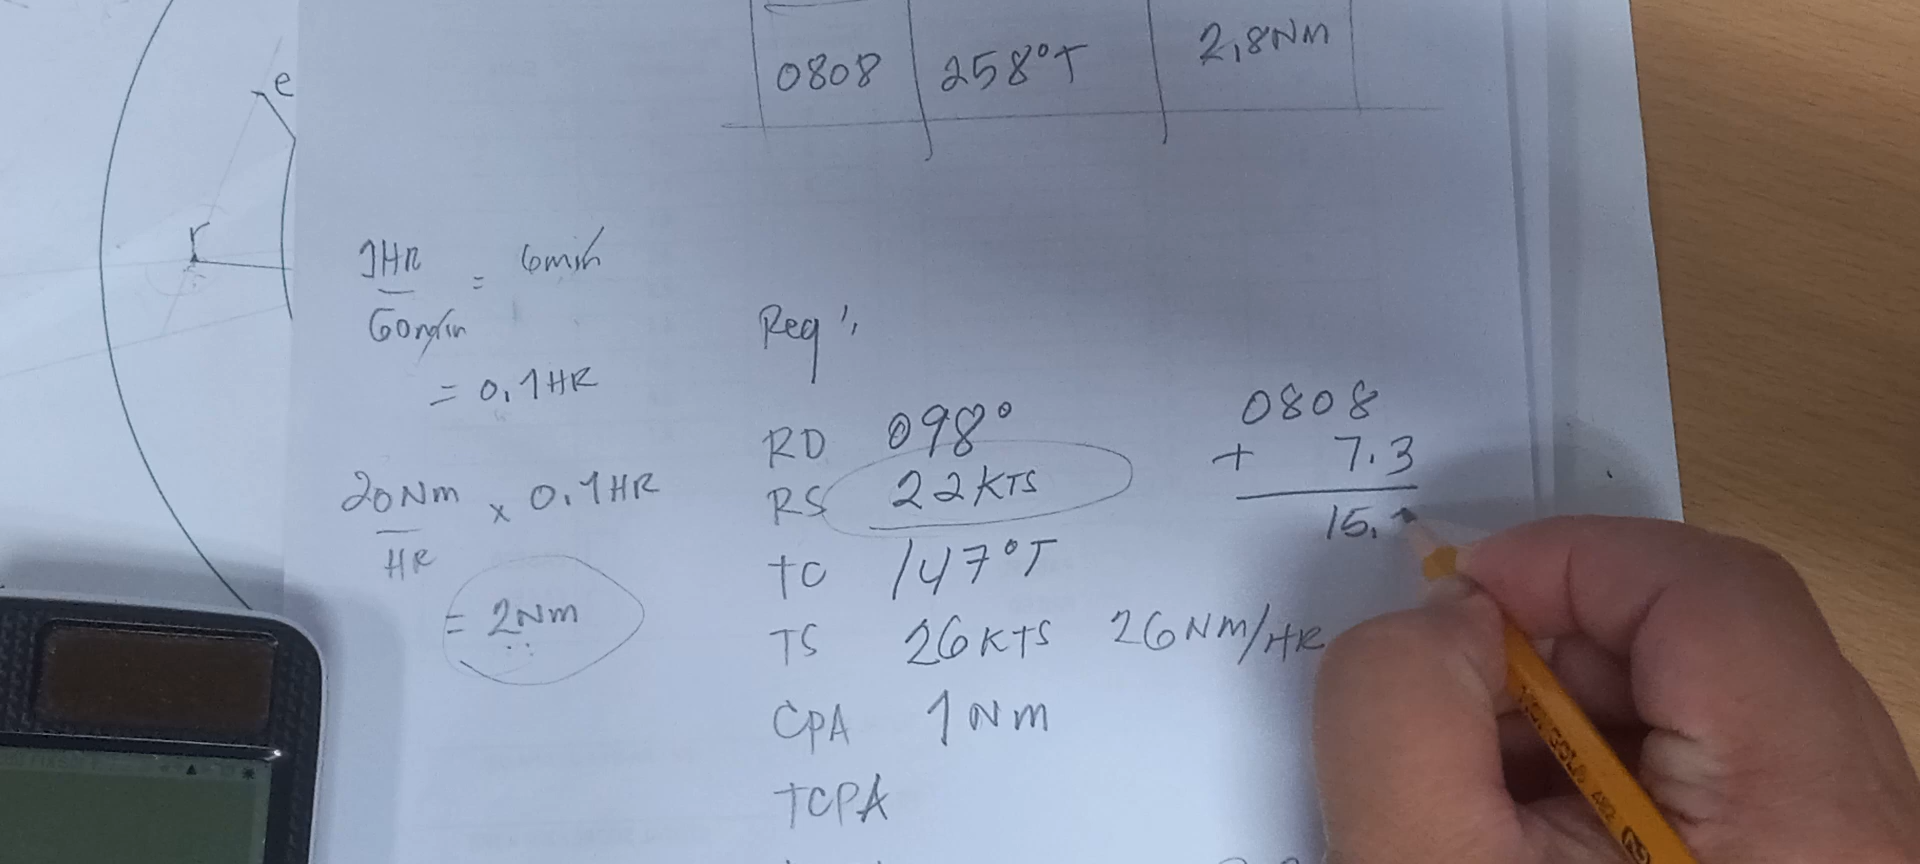 0808 258°T 2,8NM
e
r
1HR = 6min
60min
= 0,1HR
20Nm x 0.1HR
HR
= 2Nm
Req',
RD 098°
RS 22KTS
TC 147°T
TS 26KTS 26NM/HR
CPA 1Nm
TCPA
0808
+ 7.3
15.